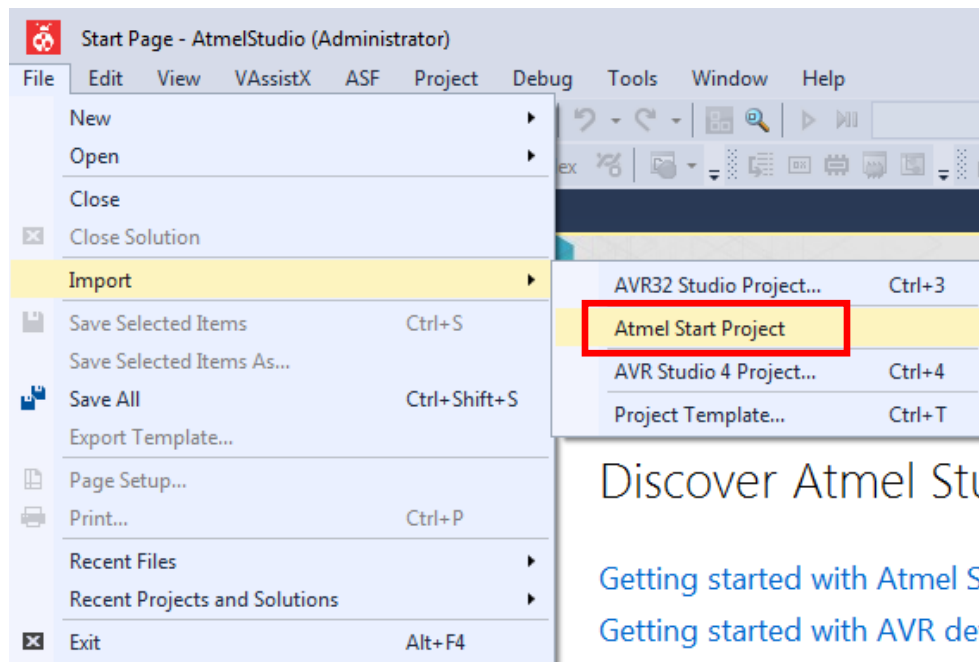 Start Page - AtmelStudio (Administrator)
File Edit View VAssistX ASF Project Debug Tools Window Help
New
Open
ex
Close
Close Solution
Import
AVR32 Studio Project... Ctrl+3
Save Selected Items Ctrl+S
Atmel Start Project
Save Selected Items As...
AVR Studio 4 Project... Ctrl+4
Save All Ctrl+Shift+S
Project Template... Ctrl+T
Export Template...
Page Setup...
Discover Atmel Stu
Print... Ctrl+P
Recent Files
Getting started with Atmel S
Recent Projects and Solutions
Getting started with AVR de
Exit Alt+F4